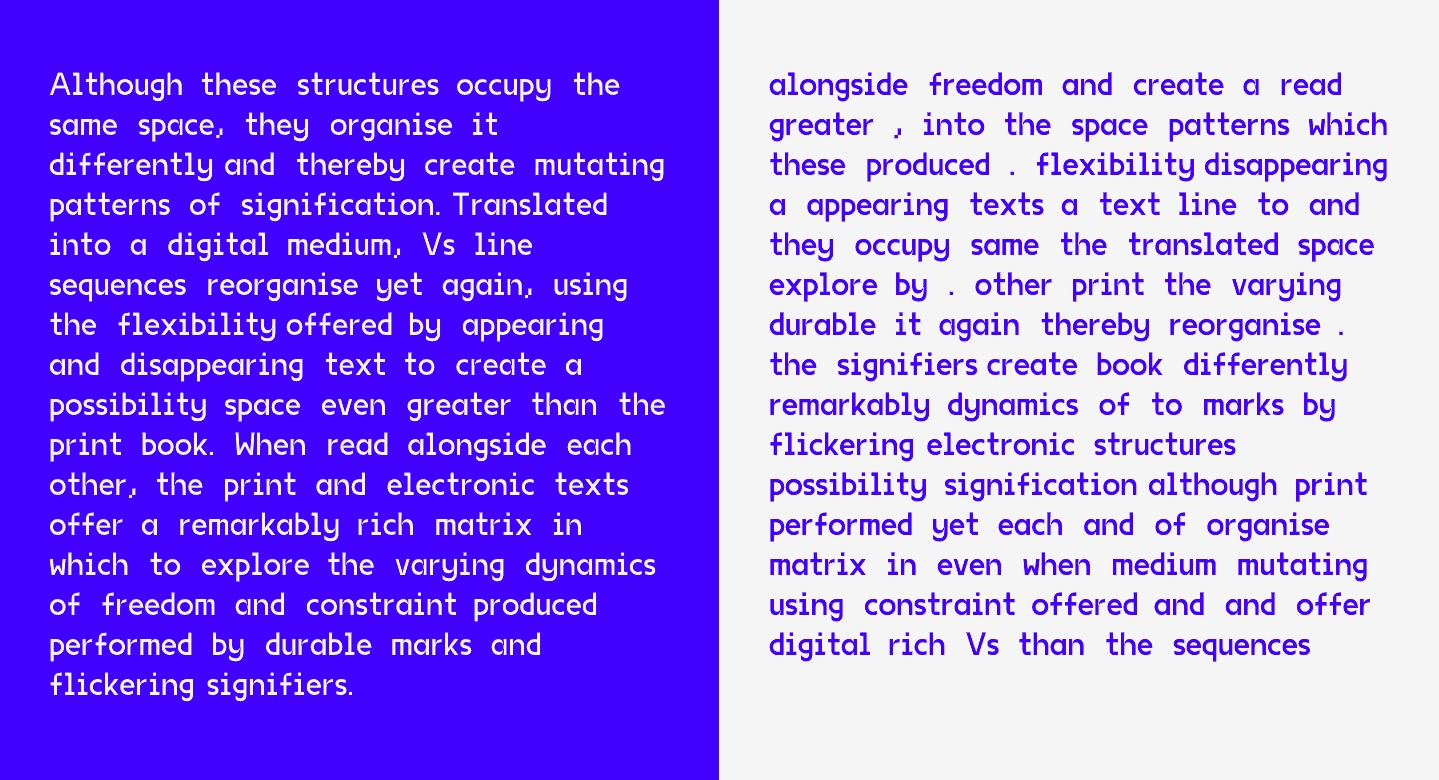 Although these structures occupy the
same space, they organise it
differently and thereby create mutating
patterns of signification. Translated
into a digital medium, Vs line
sequences reorganise yet again, using
the flexibility offered by appearing
and disappearing text to create a
possibility space even greater than the
print book. When read alongside each
other, the print and electronic texts
offer a remarkably rich matrix in
which to explore the varying dynamics
of freedom and constraint produced
performed by durable marks and
flickering signifiers.
alongside freedom and create a read
greater , into the space patterns which
these produced . flexibility disappearing
a appearing texts a text line to and
they occupy same the translated space
explore by . other print the varying
durable it again thereby reorganise .
the signifiers create book differently
remarkably dynamics of to marks by
flickering electronic structures
possibility signification although print
performed yet each and of organise
matrix in even when medium mutating
using constraint offered and and offer
digital rich Vs than the sequences